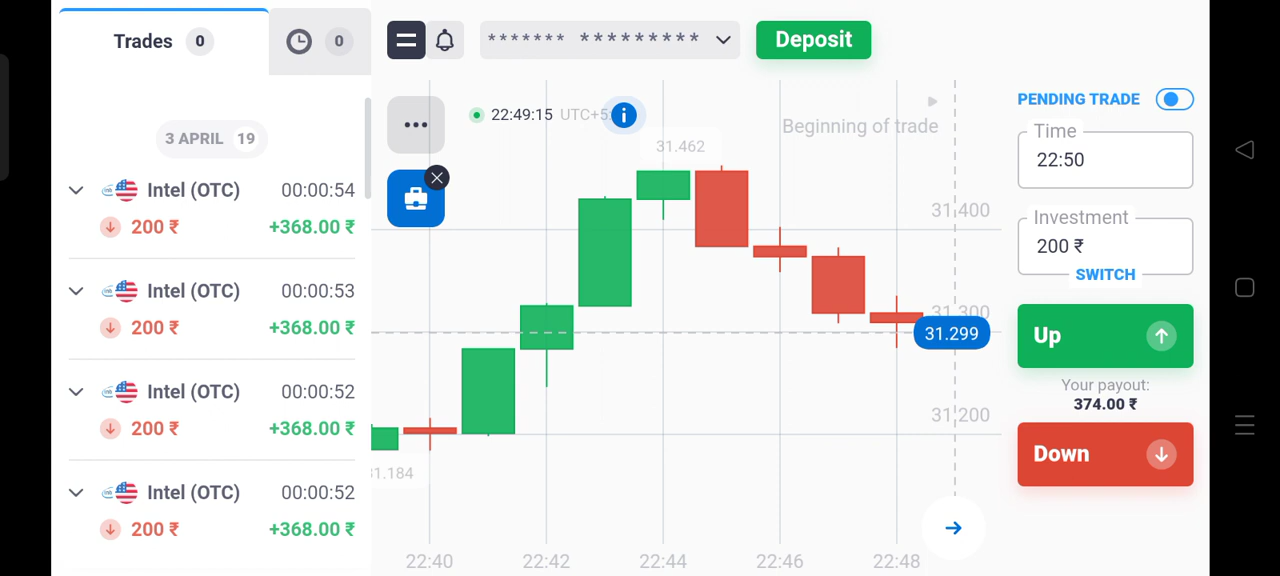 Trades 0
0
3 APRIL 19
Intel (OTC) 00:00:54
200 ₹ +368.00 ₹
Intel (OTC) 00:00:53
200 ₹ +368.00 ₹
Intel (OTC) 00:00:52
200 ₹ +368.00 ₹
Intel (OTC) 00:00:52
200 ₹ +368.00 ₹
******* *********
Deposit
22:49:15 UTC+5:
Beginning of trade
31.462
31.400
31.300
31.299
31.200
31.184
22:40 22:42 22:44 22:46 22:48
PENDING TRADE
Time
22:50
Investment
200 ₹
SWITCH
Up
Your payout:
374.00 ₹
Down